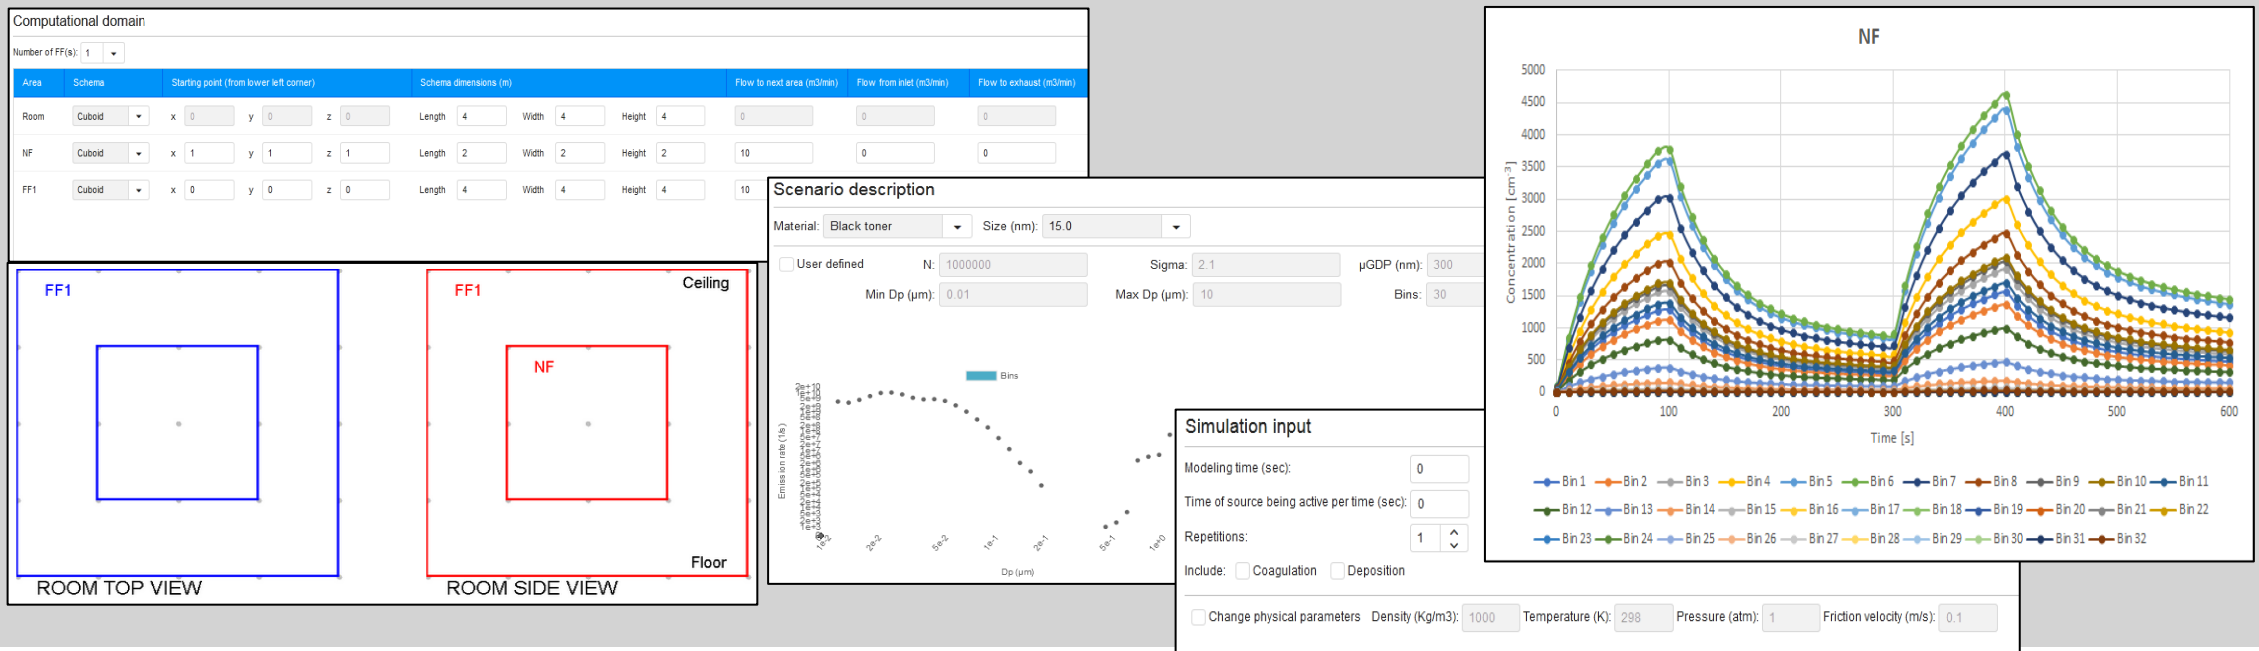 Computational domain
Number of FF(s): 1
Area Schema Starting point (from lower left corner) Schema dimensions (m) Flow to next area (m3/min) Flow from inlet (m3/min) Flow to exhaust (m3/min)
Room Cuboid x 0 y 0 z 0 Length 4 Width 4 Height 4 0 0 0
NF Cuboid x 1 y 1 z 1 Length 2 Width 2 Height 2 10 0 0
FF1 Cuboid x 0 y 0 z 0 Length 4 Width 4 Height 4 10
FF1
ROOM TOP VIEW
FF1
Ceiling
NF
Floor
ROOM SIDE VIEW
Scenario description
Material: Black toner Size (nm): 15.0
User defined N: 1000000 Sigma: 2.1 µGDP (nm): 300
Min Dp (µm): 0.01 Max Dp (µm): 10 Bins: 30
Bins
Emission rate (1/s)
2e+10
1e-2 2e-2 5e-2 1e-1 2e-1 5e-1 1e+0
Dp (µm)
Simulation input
Modeling time (sec): 0
Time of source being active per time (sec): 0
Repetitions: 1
Include: Coagulation Deposition
Change physical parameters Density (Kg/m3): 1000 Temperature (K): 298 Pressure (atm): 1 Friction velocity (m/s): 0.1
NF
Concentration [cm-3]
5000
4500
4000
3500
3000
2500
2000
1500
1000
500
0
0 100 200 300 400 500 600
Time [s]
Bin 1 Bin 2 Bin 3 Bin 4 Bin 5 Bin 6 Bin 7 Bin 8 Bin 9 Bin 10 Bin 11
Bin 12 Bin 13 Bin 14 Bin 15 Bin 16 Bin 17 Bin 18 Bin 19 Bin 20 Bin 21 Bin 22
Bin 23 Bin 24 Bin 25 Bin 26 Bin 27 Bin 28 Bin 29 Bin 30 Bin 31 Bin 32